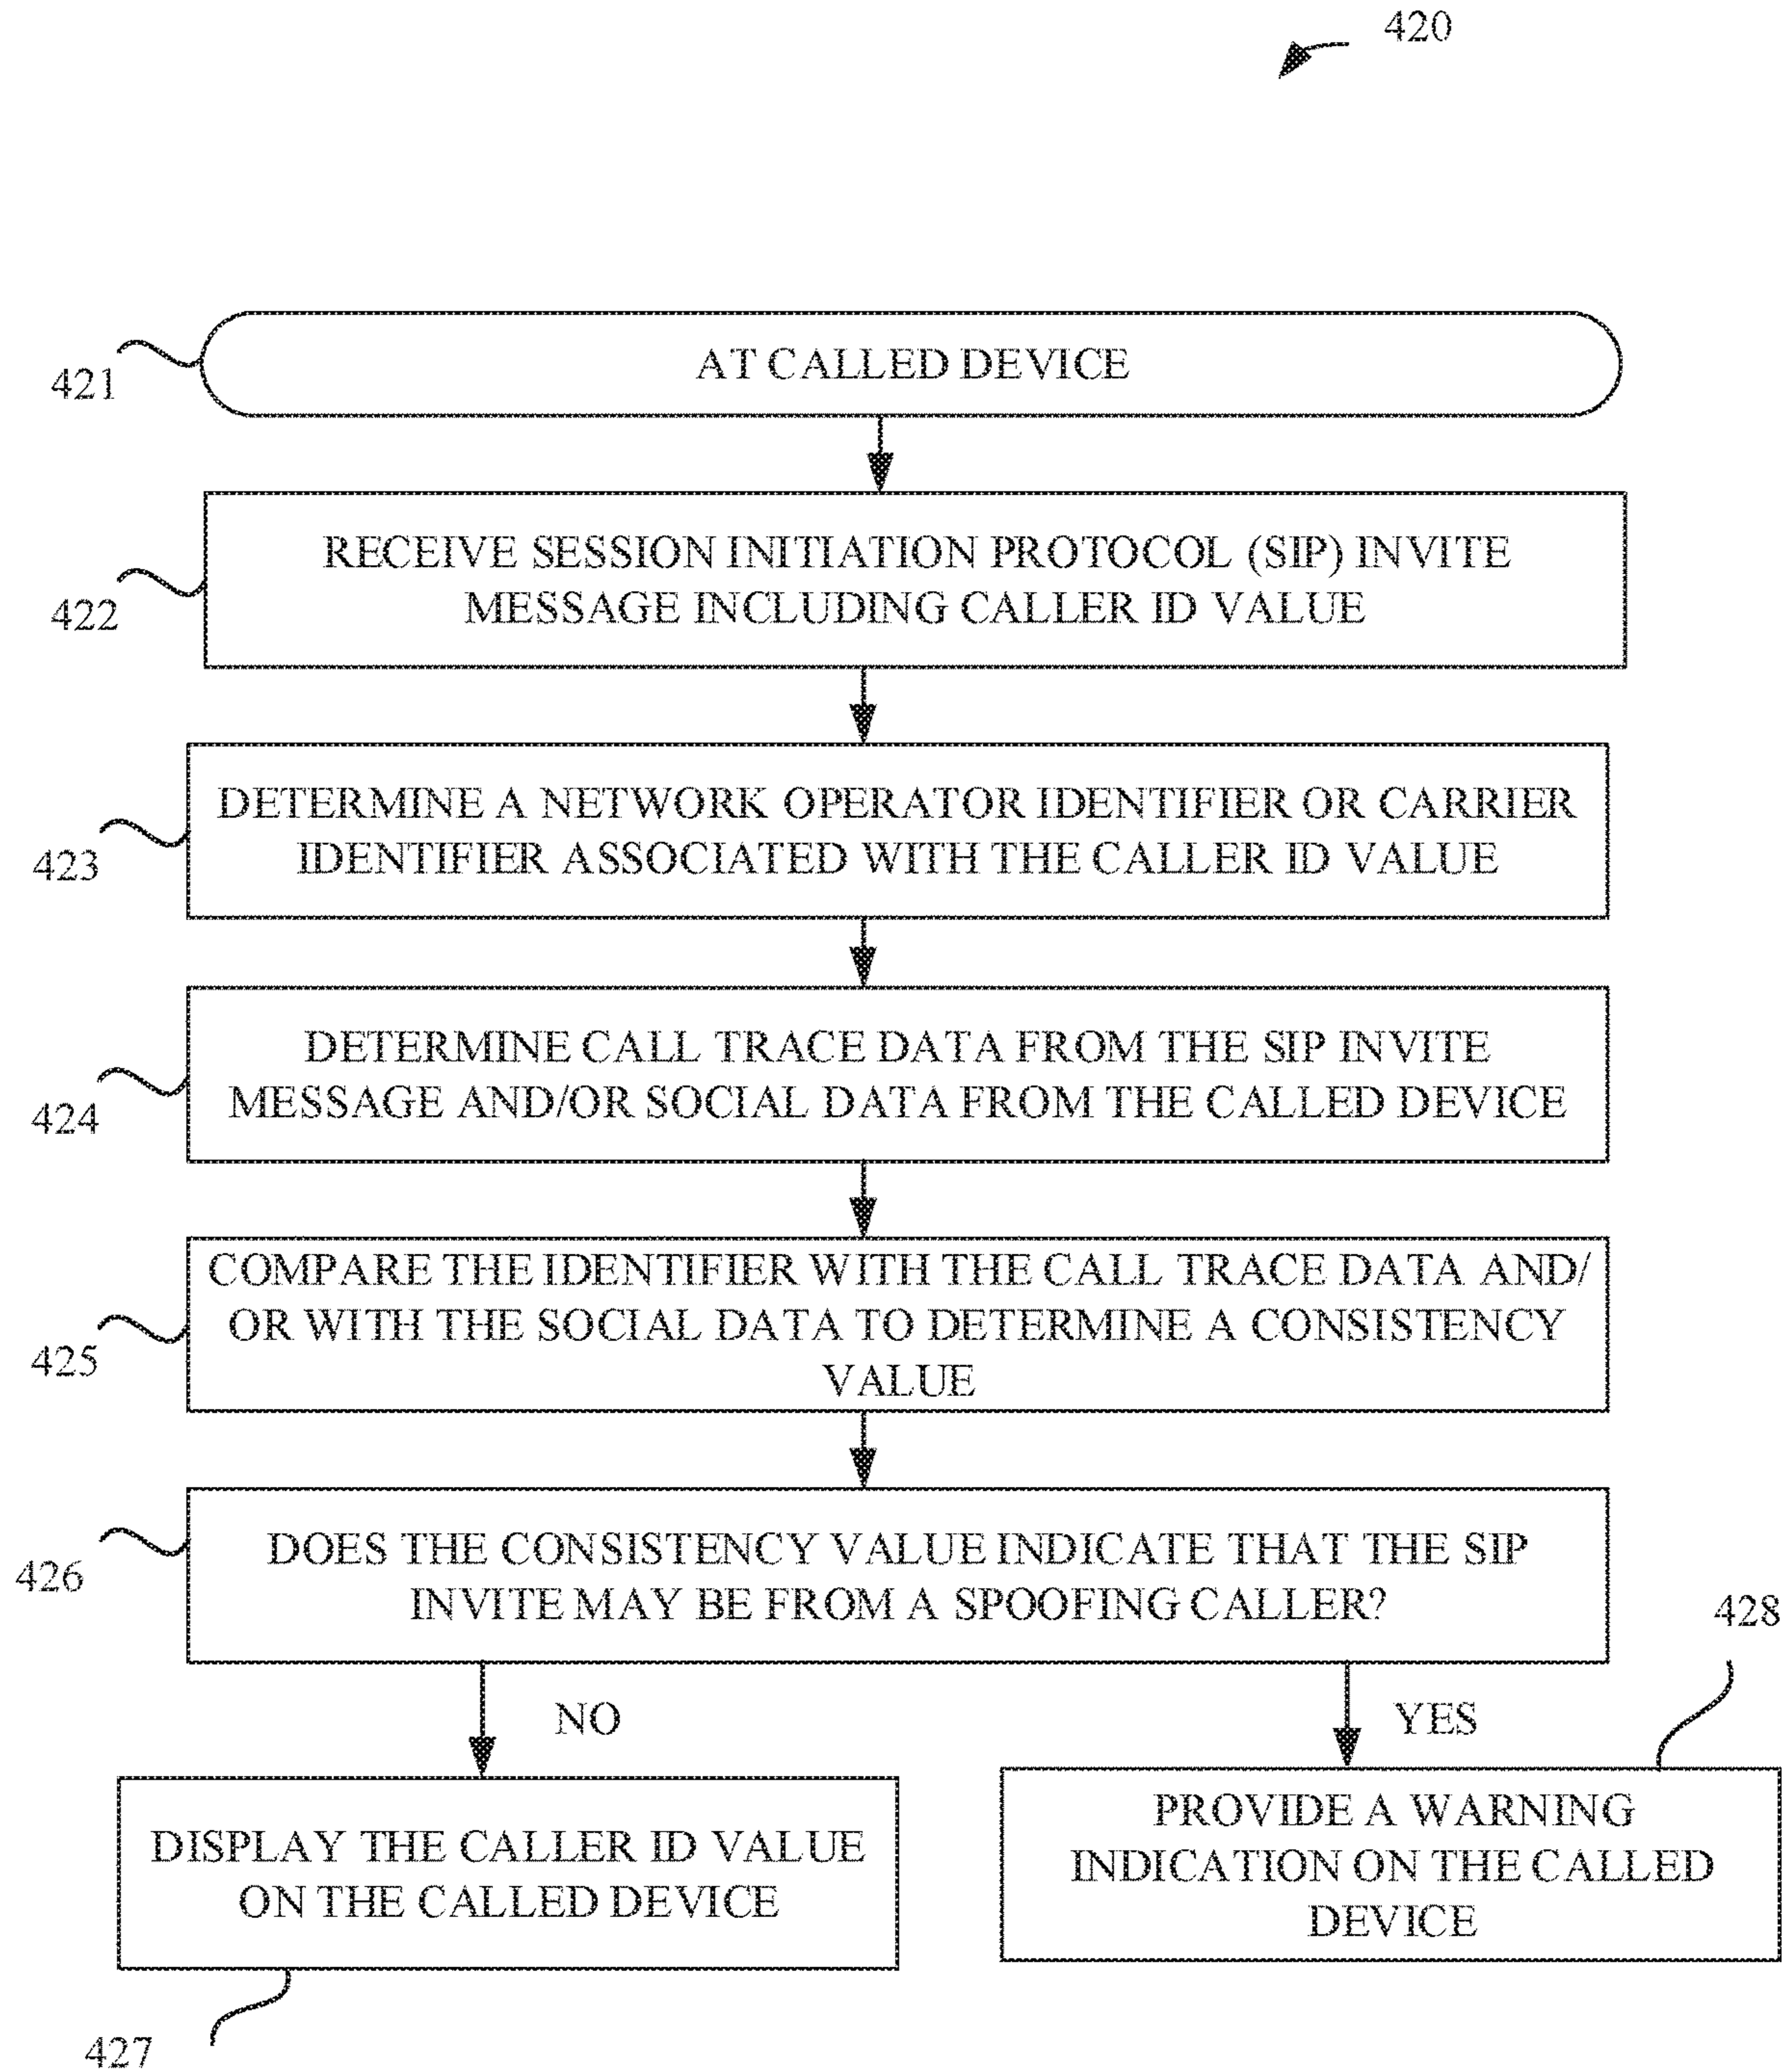 420
AT CALLED DEVICE
421
RECEIVE SESSION INITIATION PROTOCOL (SIP) INVITE
MESSAGE INCLUDING CALLER ID VALUE
422
DETERMINE A NETWORK OPERATOR IDENTIFIER OR CARRIER
IDENTIFIER ASSOCIATED WITH THE CALLER ID VALUE
423
DETERMINE CALL TRACE DATA FROM THE SIP INVITE
MESSAGE AND/OR SOCIAL DATA FROM THE CALLED DEVICE
424
COMPARE THE IDENTIFIER WITH THE CALL TRACE DATA AND/
OR WITH THE SOCIAL DATA TO DETERMINE A CONSISTENCY
VALUE
425
DOES THE CONSISTENCY VALUE INDICATE THAT THE SIP
INVITE MAY BE FROM A SPOOFING CALLER?
426
428
NO
YES
DISPLAY THE CALLER ID VALUE
ON THE CALLED DEVICE
PROVIDE A WARNING
INDICATION ON THE CALLED
DEVICE
427